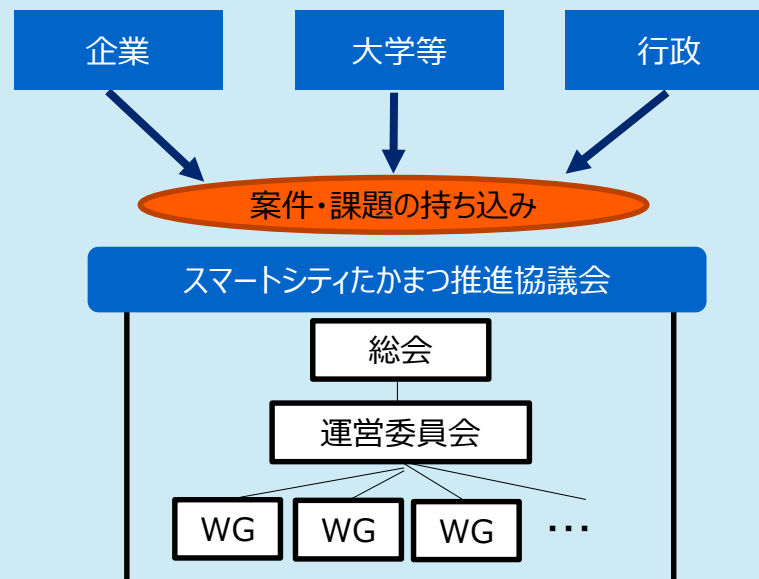 企業
大学等
行政
案件・課題の持ち込み
スマートシティたかまつ推進協議会
総会
運営委員会
WG
WG
WG
・・・